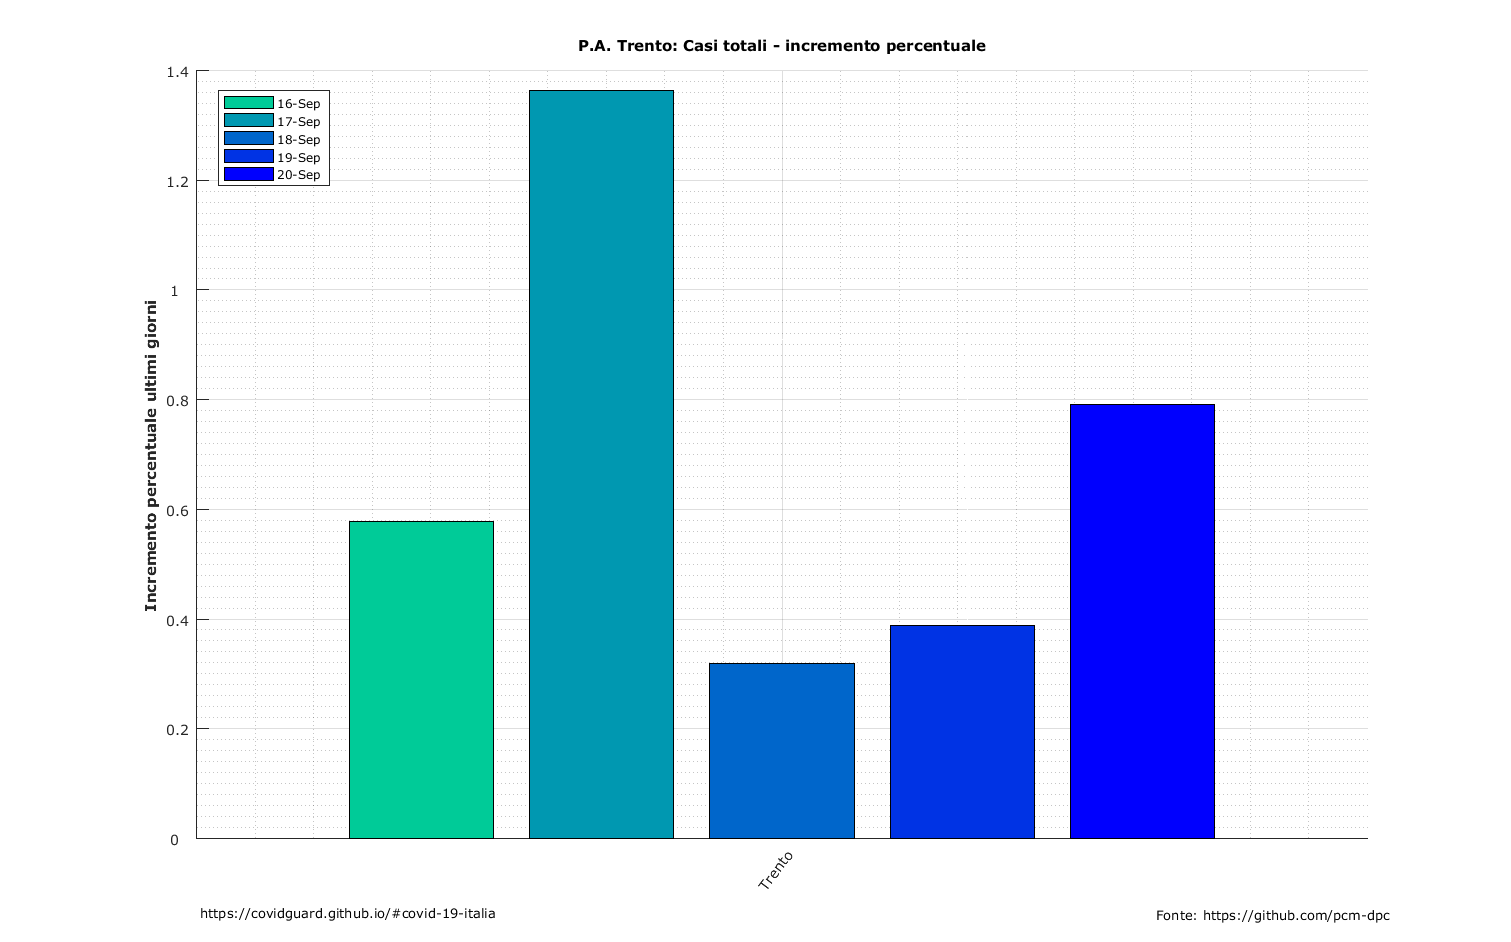 P.A. Trento: Casi totali - incremento percentuale
1.4
1.2
1
0.8
0.6
0.4
0.2
0
Incremento percentuale ultimi giorni
16-Sep
17-Sep
18-Sep
19-Sep
20-Sep
Trento
https://covidguard.github.io/#covid-19-italia
Fonte: https://github.com/pcm-dpc